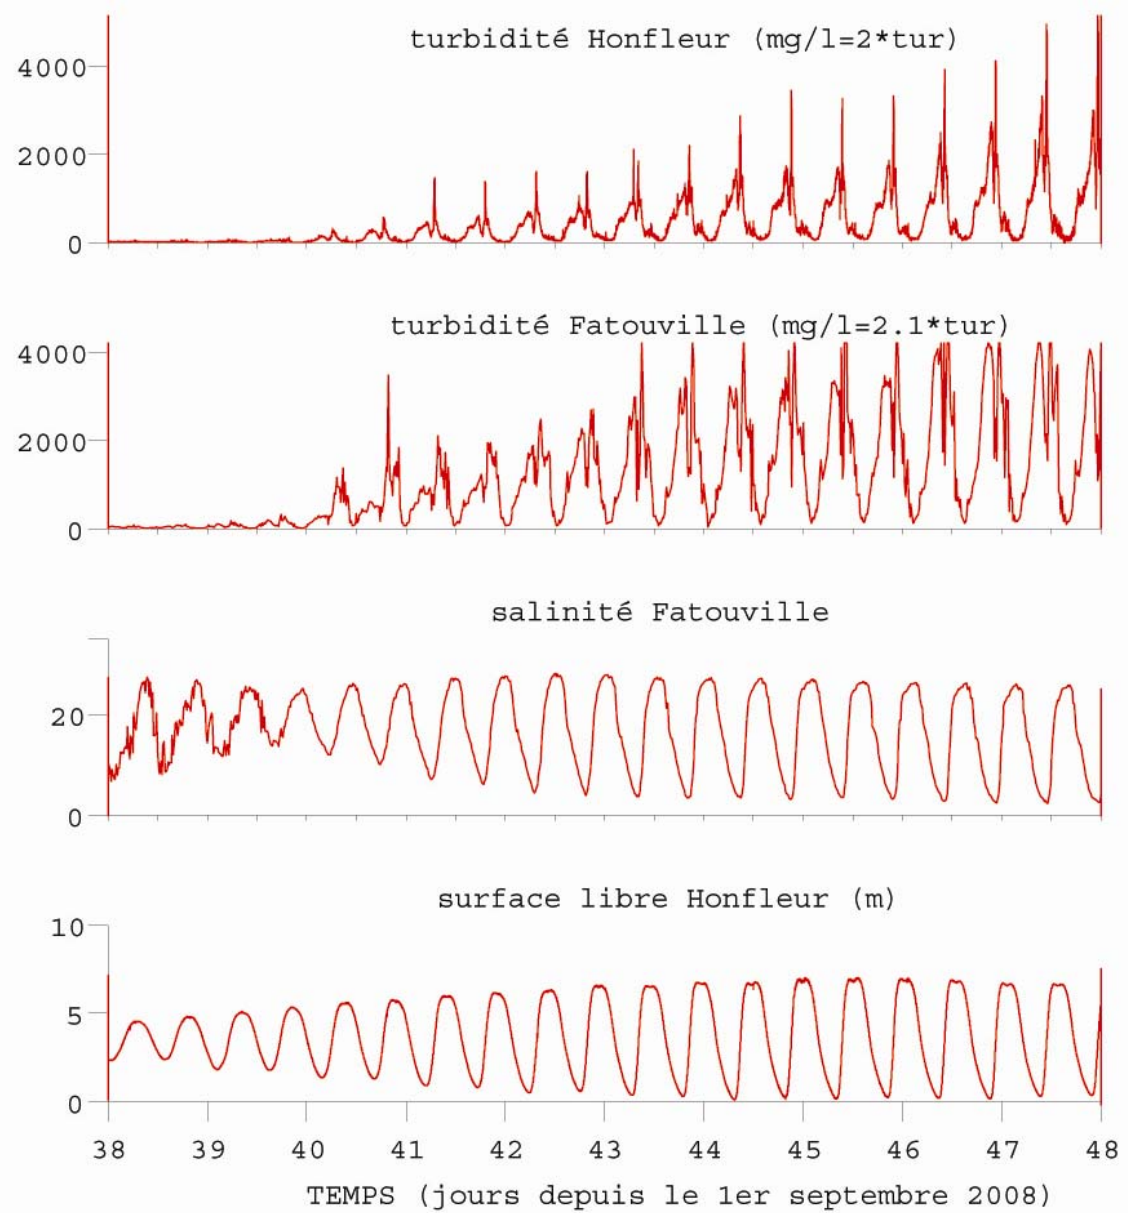 turbidité Honfleur (mg/l=2*tur)
4000
2000
0
turbidité Fatouville (mg/l=2.1*tur)
4000
2000
0
salinité Fatouville
20
0
surface libre Honfleur (m)
10
5
0
38 39 40 41 42 43 44 45 46 47 48
TEMPS (jours depuis le 1er septembre 2008)